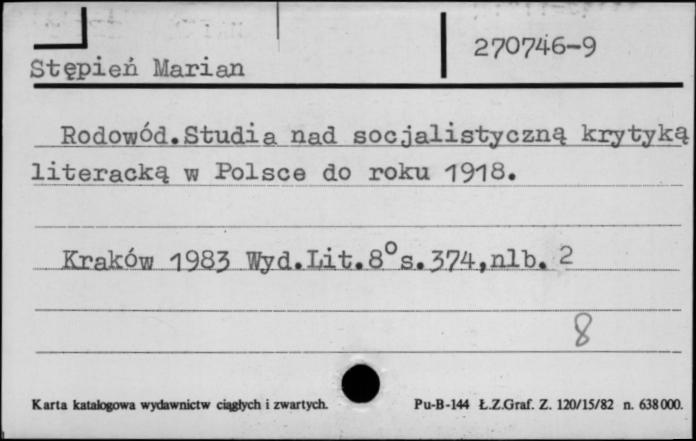 270746-9
Stępień Marian
Rodowód.Studia nad socjalistyczną krytyką
literacką w Polsce do roku 1918.
Kraków 1983 Wyd.Lit.8° s.374,nlb. 2
8
Karta katalogowa wydawnictw ciągłych i zwartych.
Pu-B-144 Ł.Z.Graf. Z. 120/15/82 n. 638000.